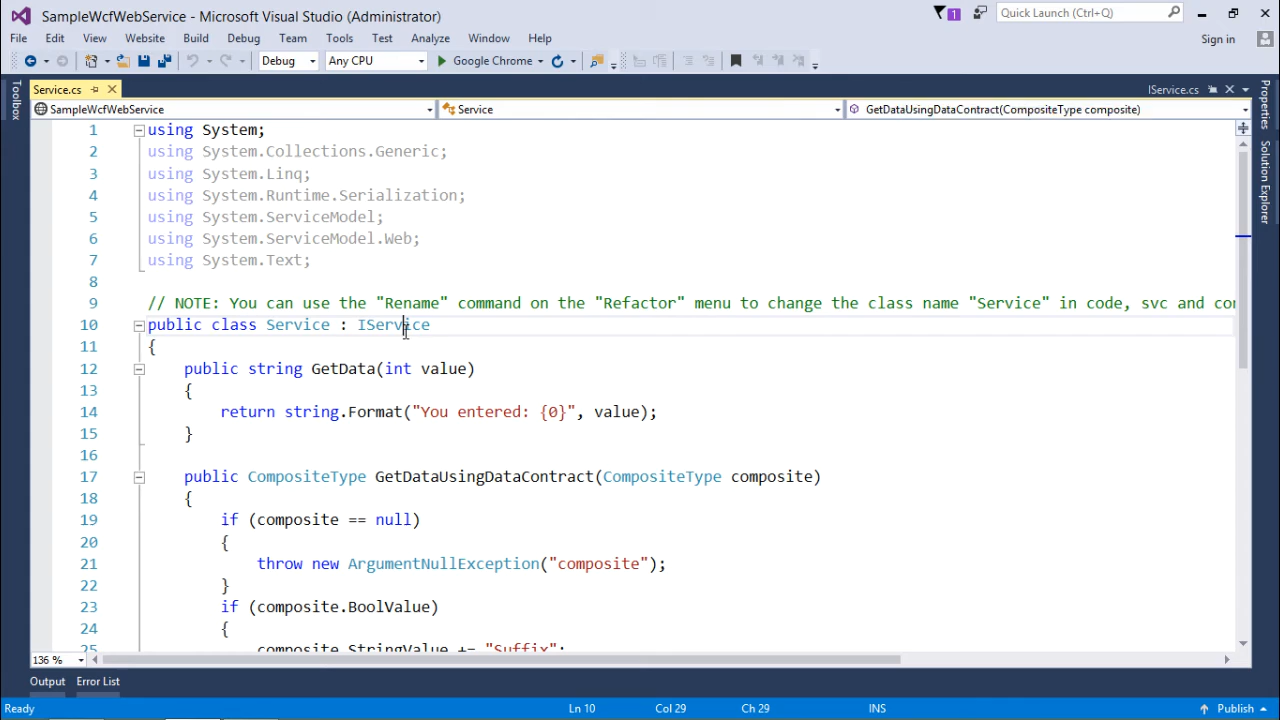 SampleWcfWebService - Microsoft Visual Studio (Administrator)
1
Quick Launch (Ctrl+Q)
File Edit View Website Build Debug Team Tools Test Analyze Window Help
Sign in
Debug Any CPU Google Chrome
Toolbox
Service.cs
IService.cs
Properties
Solution Explorer
SampleWcfWebService Service GetDataUsingDataContract(CompositeType composite)
1 using System;
2 using System.Collections.Generic;
3 using System.Linq;
4 using System.Runtime.Serialization;
5 using System.ServiceModel;
6 using System.ServiceModel.Web;
7 using System.Text;
8
9 // NOTE: You can use the "Rename" command on the "Refactor" menu to change the class name "Service" in code, svc and con
10 public class Service : IService
11 {
12 public string GetData(int value)
13 {
14 return string.Format("You entered: {0}", value);
15 }
16
17 public CompositeType GetDataUsingDataContract(CompositeType composite)
18 {
19 if (composite == null)
20 {
21 throw new ArgumentNullException("composite");
22 }
23 if (composite.BoolValue)
24 {
25 composite.StringValue += "Suffix";
136 %
Output Error List
Ready Ln 10 Col 29 Ch 29 INS Publish